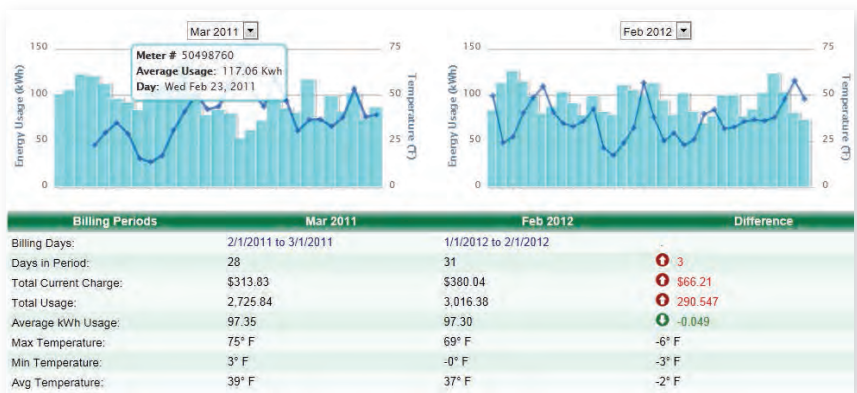 Mar 2011
Feb 2012
150
100
50
0
Energy Usage (kWh)
75
50
25
0
Temperature (°F)
Meter # 50498760
Average Usage: 117.06 Kwh
Day: Wed Feb 23, 2011
150
100
50
0
Energy Usage (kWh)
75
50
25
0
Temperature (°F)
Billing Periods Mar 2011 Feb 2012 Difference
Billing Days: 2/1/2011 to 3/1/2011 1/1/2012 to 2/1/2012
Days in Period: 28 31 3
Total Current Charge: $313.83 $380.04 $66.21
Total Usage: 2,725.84 3,016.38 290.547
Average kWh Usage: 97.35 97.30 -0.049
Max Temperature: 75° F 69° F -6° F
Min Temperature: 3° F -0° F -3° F
Avg Temperature: 39° F 37° F -2° F